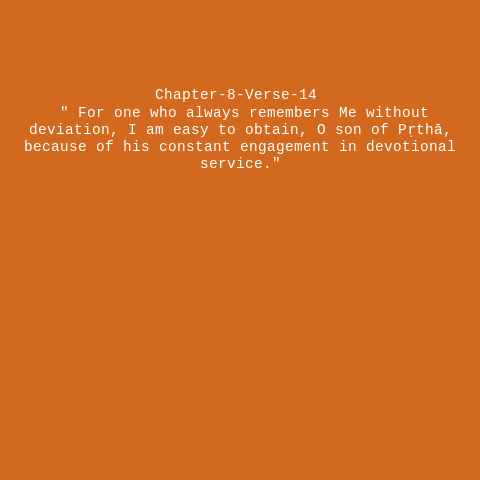 Chapter-8-Verse-14
" For one who always remembers Me without
deviation, I am easy to obtain, O son of Pṛthā,
because of his constant engagement in devotional
service."